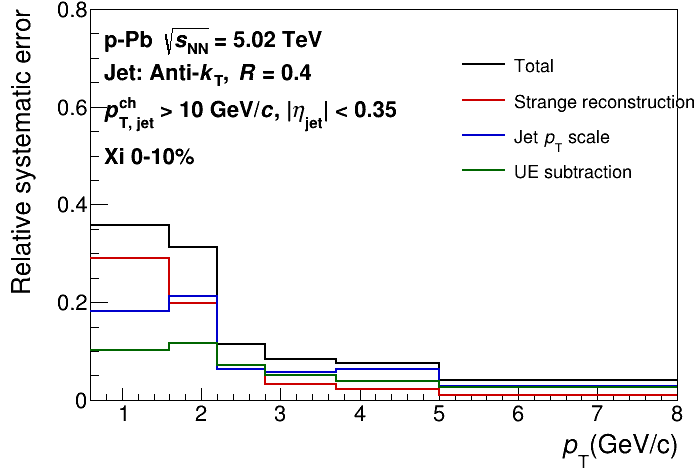 Relative systematic error
0.8
0.6
0.4
0.2
0
p-Pb √sNN = 5.02 TeV
Jet: Anti-kT, R = 0.4
p ch T, jet > 10 GeV/c, |ηjet| < 0.35
Xi 0-10%
Total
Strange reconstruction
Jet pT scale
UE subtraction
1 2 3 4 5 6 7 8
pT(GeV/c)